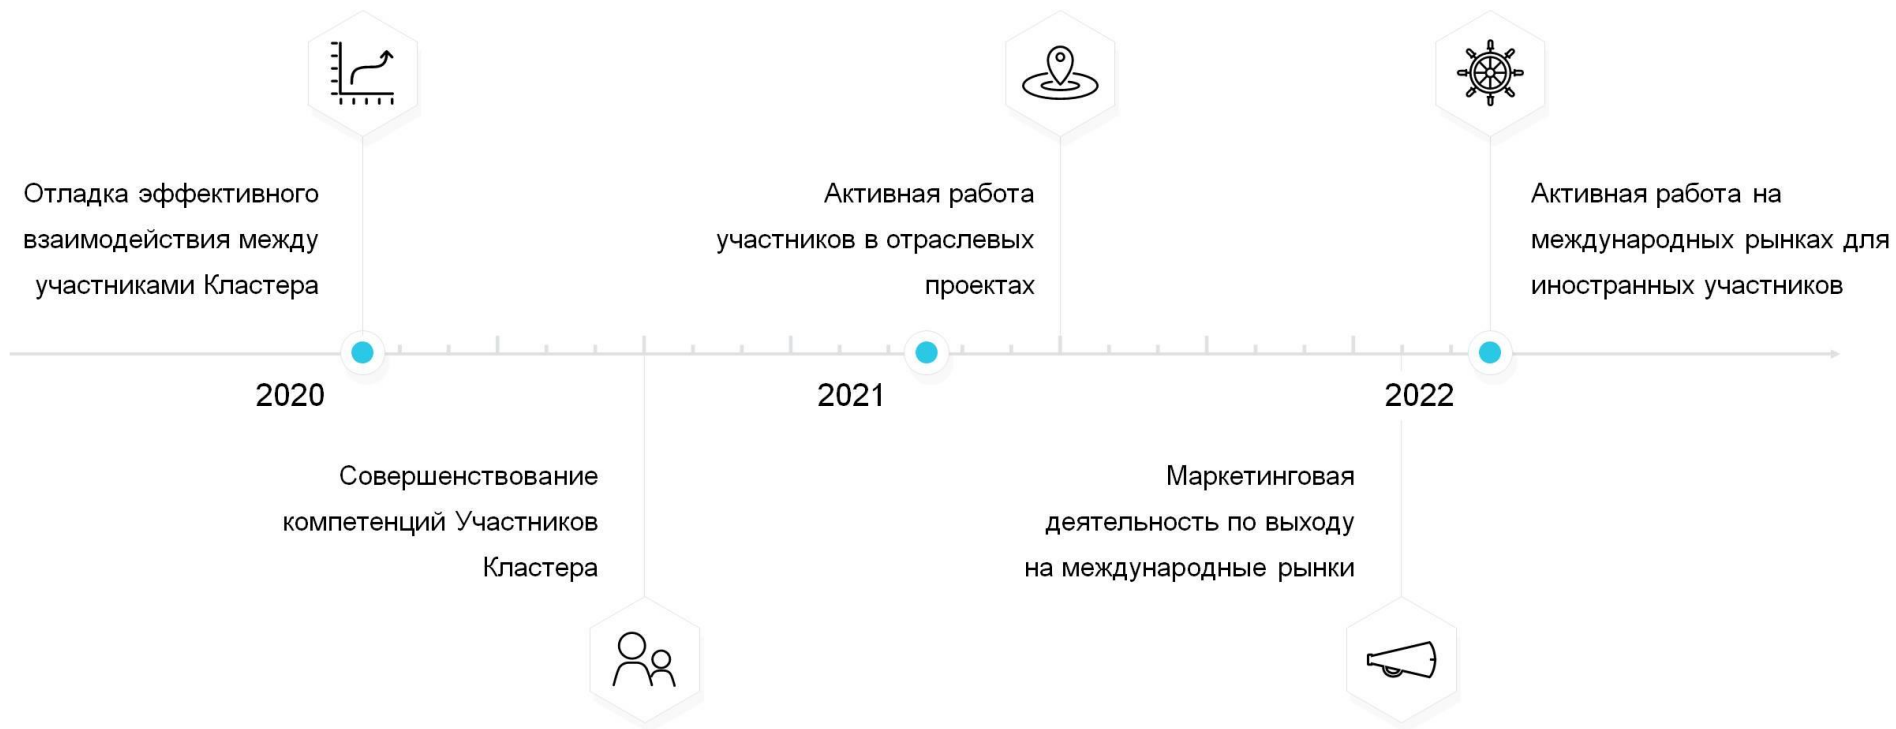 Отладка эффективного
взаимодействия между
участниками Кластера
Активная работа
участников в отраслевых
проектах
Активная работа на
международных рынках для
иностранных участников
2020
2021
2022
Совершенствование
компетенций Участников
Кластера
Маркетинговая
деятельность по выходу
на международные рынки